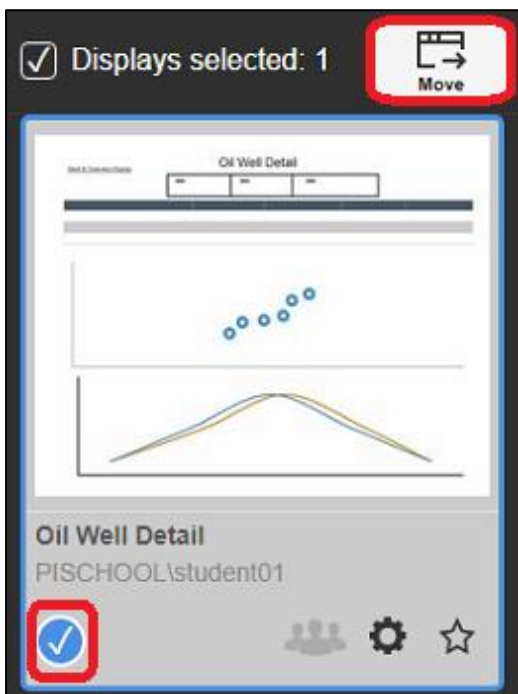 Displays selected: 1
Move
Oil Well Detail
Oil Well Detail
PISCHOOL\student01